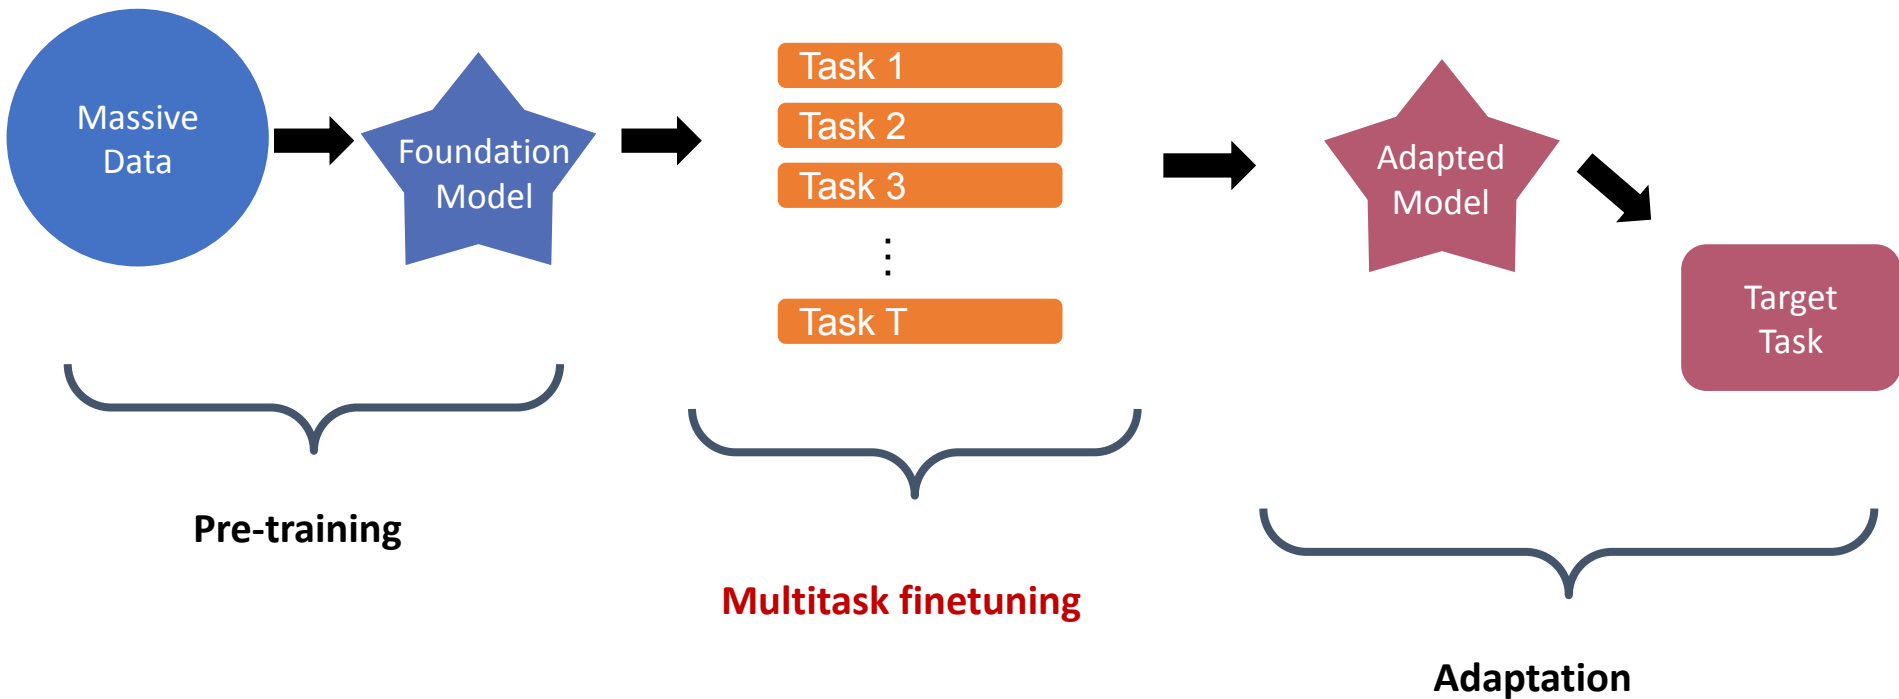 Massive
Data
Foundation
Model
Task 1
Task 2
Task 3
⋮
Task T
Adapted
Model
Target
Task
Pre-training
Multitask finetuning
Adaptation